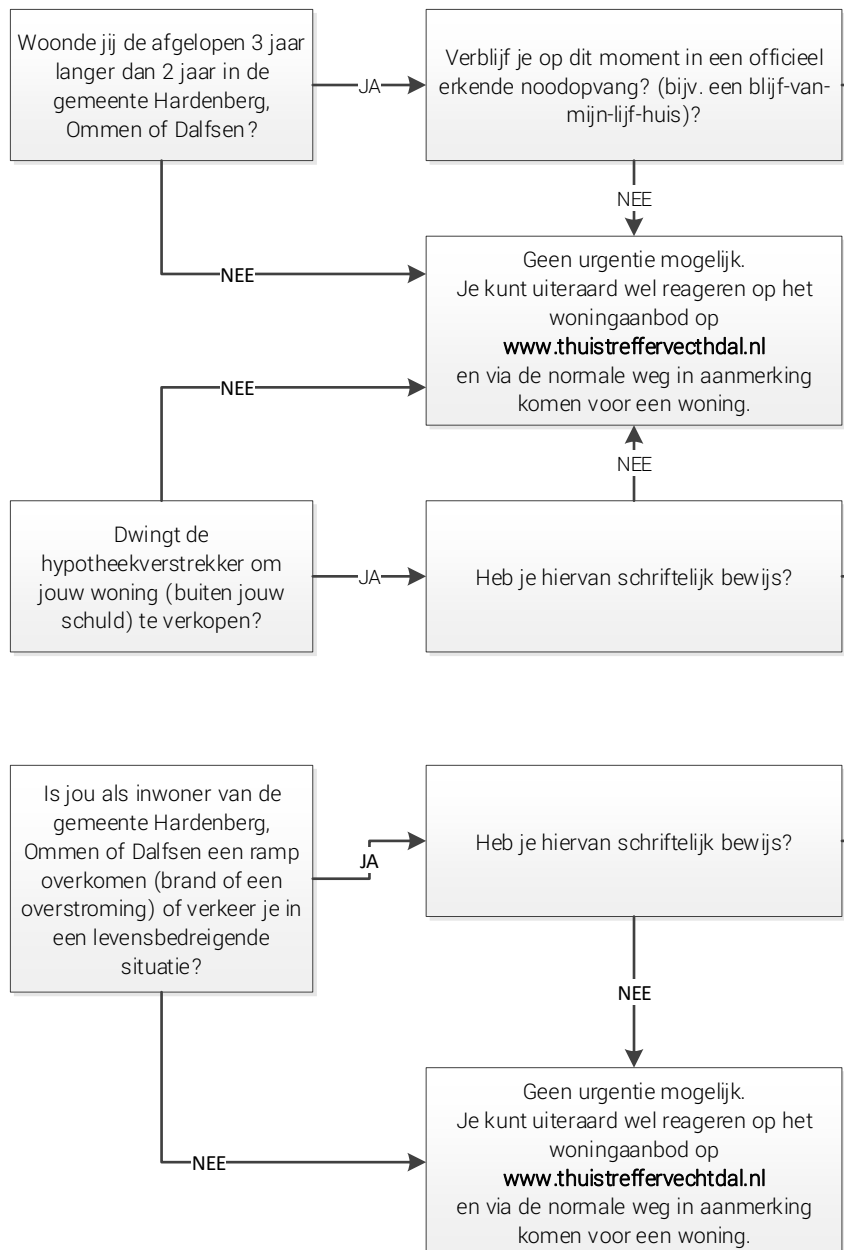 Woonde jij de afgelopen 3 jaar
langer dan 2 jaar in de
gemeente Hardenberg,
Ommen of Dalfsen?
JA
Verblijf je op dit moment in een officieel
erkende noodopvang? (bijv. een blijf-van-
mijn-lijf-huis)?
NEE
NEE
Geen urgentie mogelijk.
Je kunt uiteraard wel reageren op het
woningaanbod op
www.thuistreffervecthdal.nl
en via de normale weg in aanmerking
komen voor een woning.
NEE
NEE
Dwingt de
hypotheekverstrekker om
jouw woning (buiten jouw
schuld) te verkopen?
JA
Heb je hiervan schriftelijk bewijs?
Is jou als inwoner van de
gemeente Hardenberg,
Ommen of Dalfsen een ramp
overkomen (brand of een
overstroming) of verkeer je in
een levensbedreigende
situatie?
JA
Heb je hiervan schriftelijk bewijs?
NEE
NEE
Geen urgentie mogelijk.
Je kunt uiteraard wel reageren op het
woningaanbod op
www.thuistreffervechtdal.nl
en via de normale weg in aanmerking
komen voor een woning.